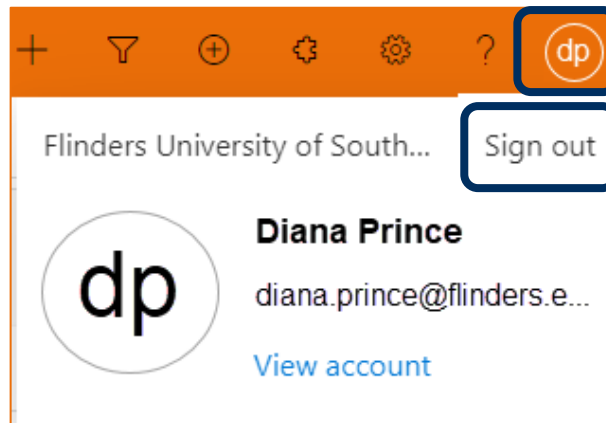 ? dp
Flinders University of South... Sign out
dp
Diana Prince
diana.prince@flinders.e...
View account